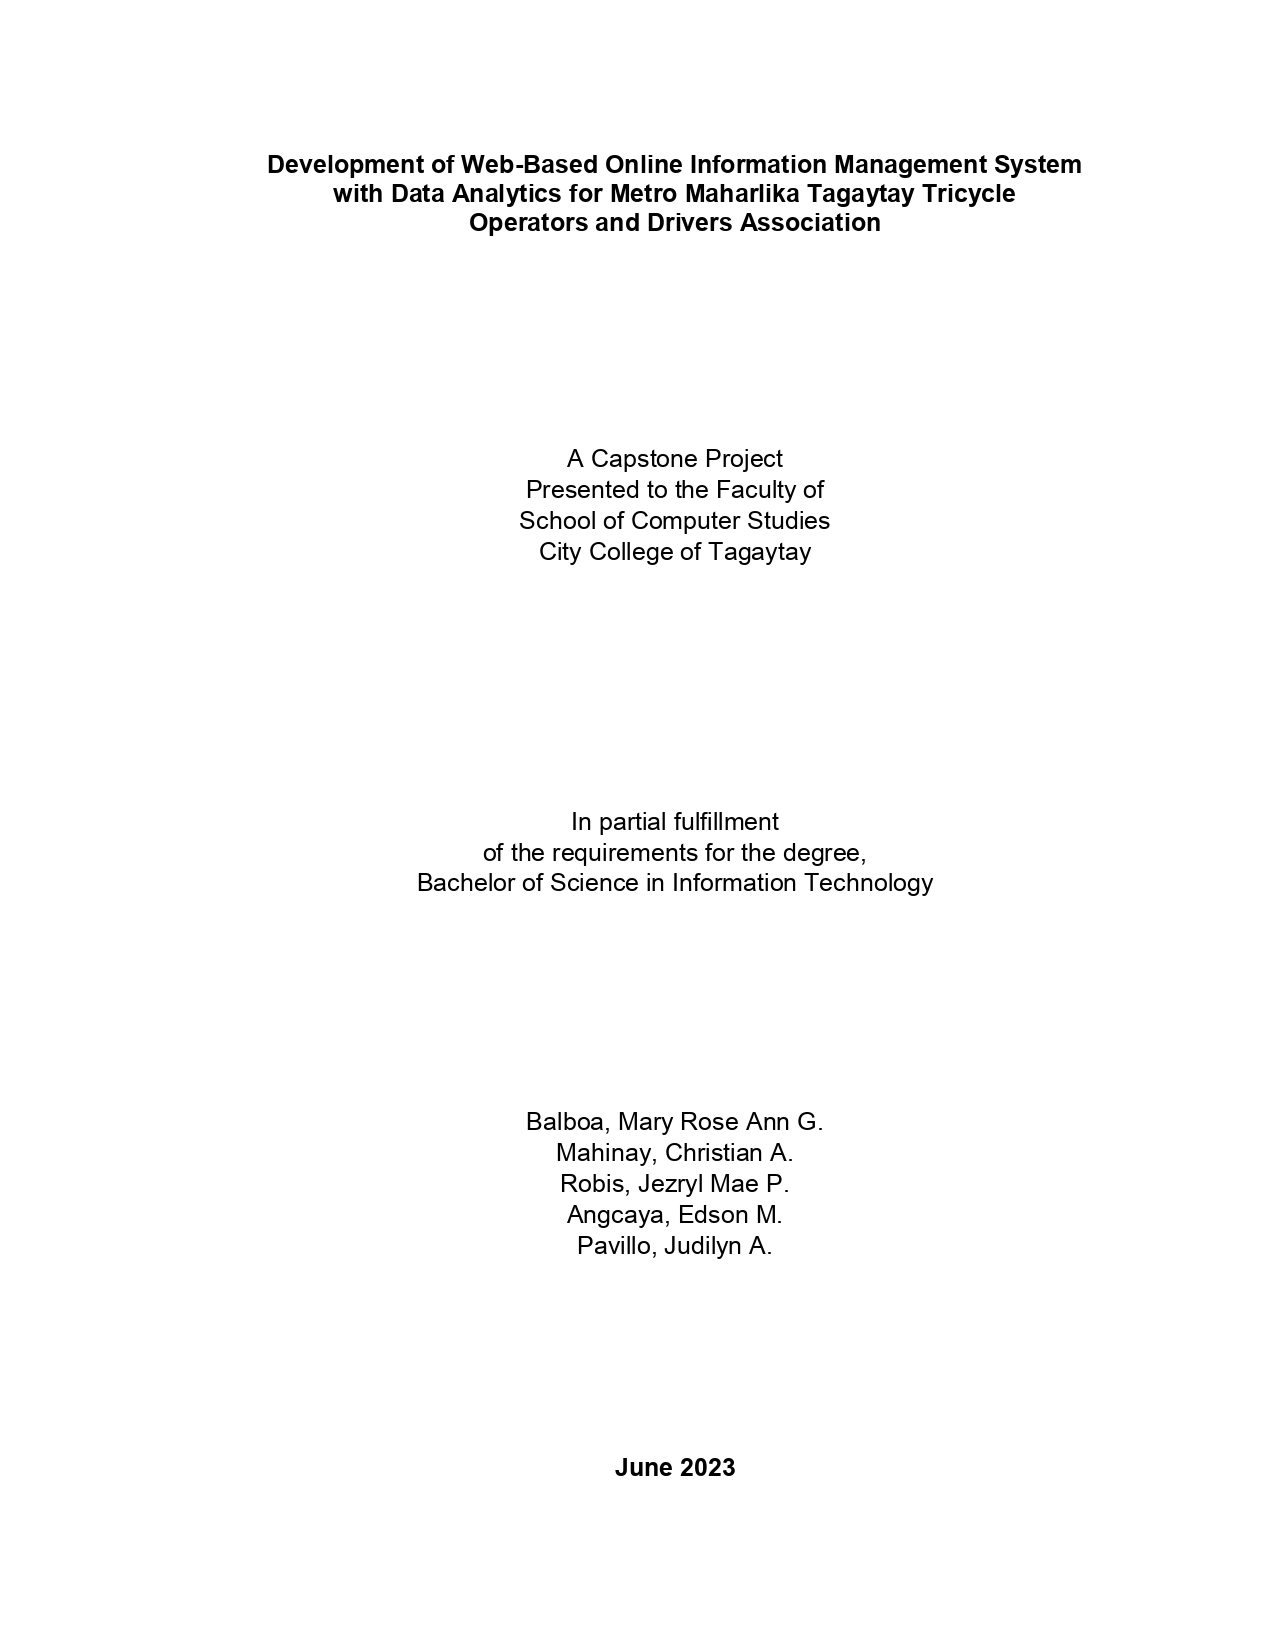 Development of Web-Based Online Information Management System
with Data Analytics for Metro Maharlika Tagaytay Tricycle
Operators and Drivers Association
A Capstone Project
Presented to the Faculty of
School of Computer Studies
City College of Tagaytay
In partial fulfillment
of the requirements for the degree,
Bachelor of Science in Information Technology
Balboa, Mary Rose Ann G.
Mahinay, Christian A.
Robis, Jezryl Mae P.
Angcaya, Edson M.
Pavillo, Judilyn A.
June 2023